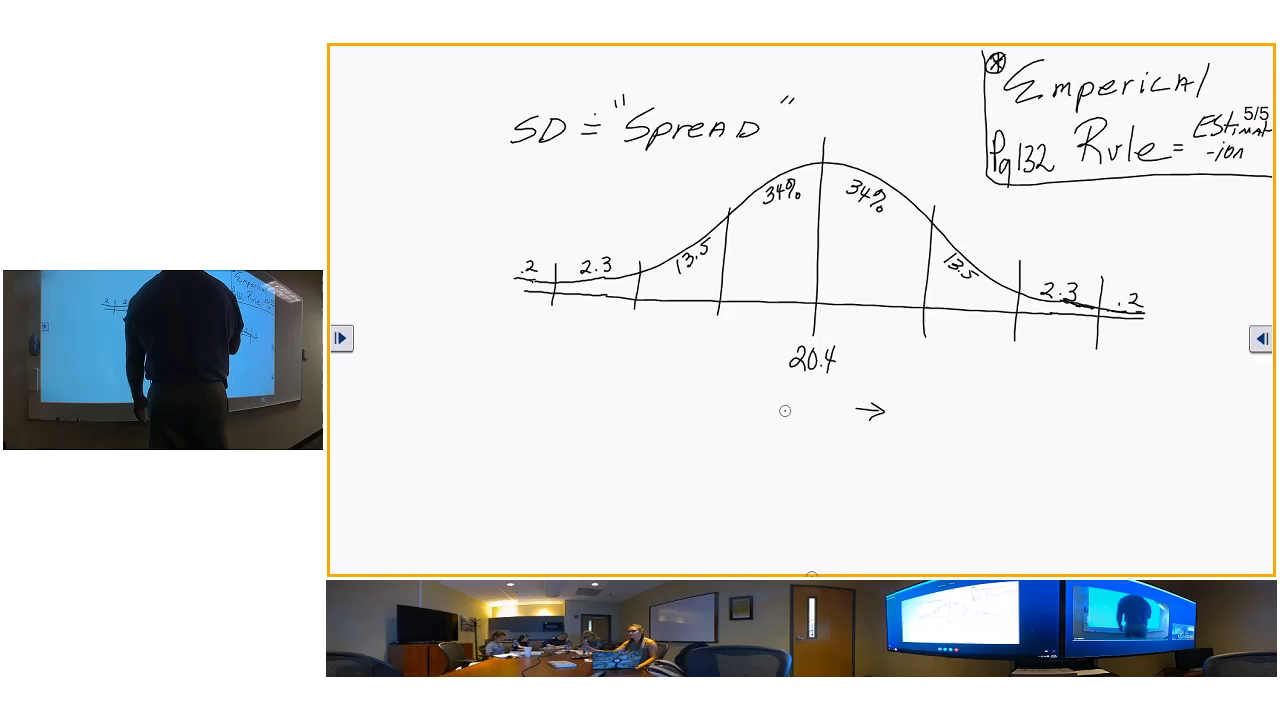 * Emperical
Pg 132 Rule = Estimat
-ion
5/5
SD ≐ "Spread"
34% 34%
13.5 13.5
.2 2.3 2.3 .2
20.4
→